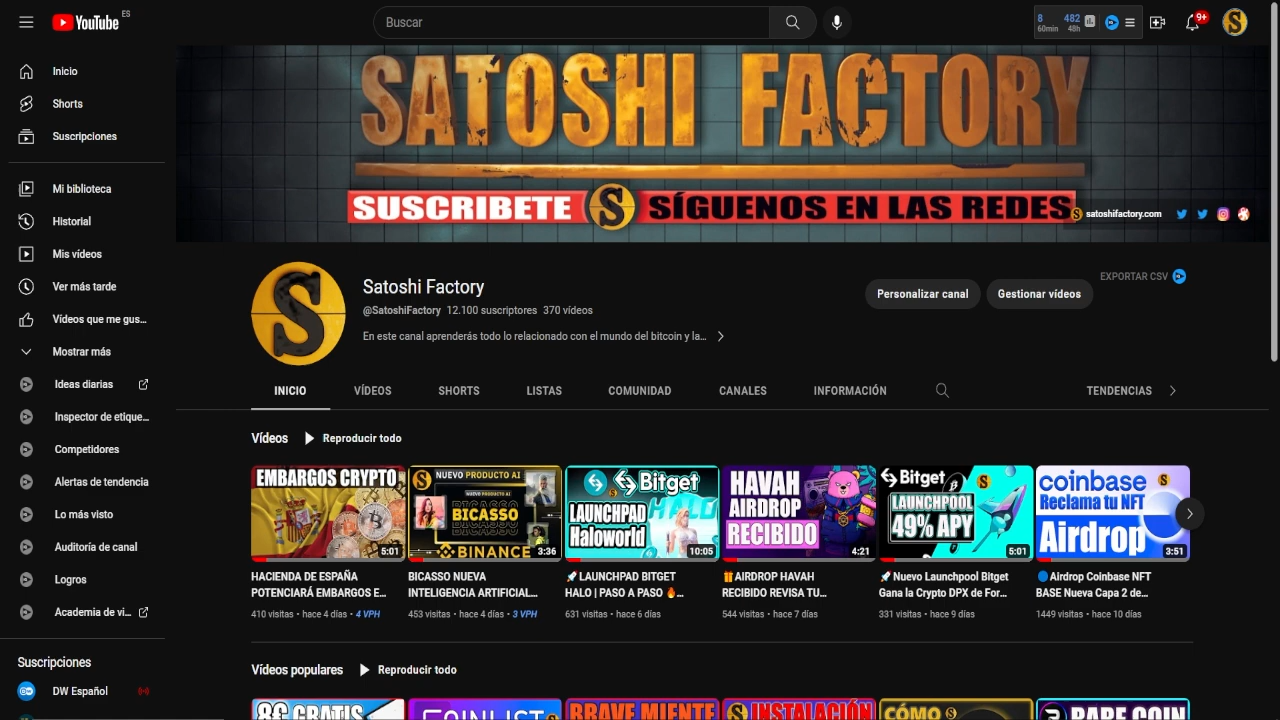 YouTube ES
Buscar
8 482
60min 48h
9+
Inicio
Shorts
Suscripciones
Mi biblioteca
Historial
Mis vídeos
Ver más tarde
Vídeos que me gus...
Mostrar más
Ideas diarias
Inspector de etique...
Competidores
Alertas de tendencia
Lo más visto
Auditoría de canal
Logros
Academia de vi...
Suscripciones
DW Español
SATOSHI FACTORY
SUSCRIBETE S SÍGUENOS EN LAS REDES
satoshifactory.com
Satoshi Factory
@SatoshiFactory 12.100 suscriptores 370 vídeos
En este canal aprenderás todo lo relacionado con el mundo del bitcoin y la...
Personalizar canal
Gestionar vídeos
EXPORTAR CSV
INICIO VÍDEOS SHORTS LISTAS COMUNIDAD CANALES INFORMACIÓN TENDENCIAS
Vídeos Reproducir todo
EMBARGOS CRYPTO
5:01
HACIENDA DE ESPAÑA
POTENCIARÁ EMBARGOS E...
410 visitas • hace 4 días • 4 VPH
NUEVO PRODUCTO AI
NUEVO PRODUCTO AI
BICASSO
BINANCE
3:36
BICASSO NUEVA
INTELIGENCIA ARTIFICIAL...
453 visitas • hace 4 días • 3 VPH
Bitget
LAUNCHPAD
Haloworld
10:05
LAUNCHPAD BITGET
HALO | PASO A PASO 🔥...
631 visitas • hace 6 días
HAVAH
AIRDROP
RECIBIDO
4:21
AIRDROP HAVAH
RECIBIDO REVISA TU...
544 visitas • hace 7 días
Bitget
LAUNCHPOOL
49% APY
5:01
Nuevo Launchpool Bitget
Gana la Crypto DPX de For...
331 visitas • hace 9 días
coinbase
Reclama tu NFT
Airdrop
3:51
Airdrop Coinbase NFT
BASE Nueva Capa 2 de...
1449 visitas • hace 10 días
Vídeos populares Reproducir todo
8€ GRATIS
COINLIST
BRAVE MIENTE
INSTALACIÓN
CÓMO